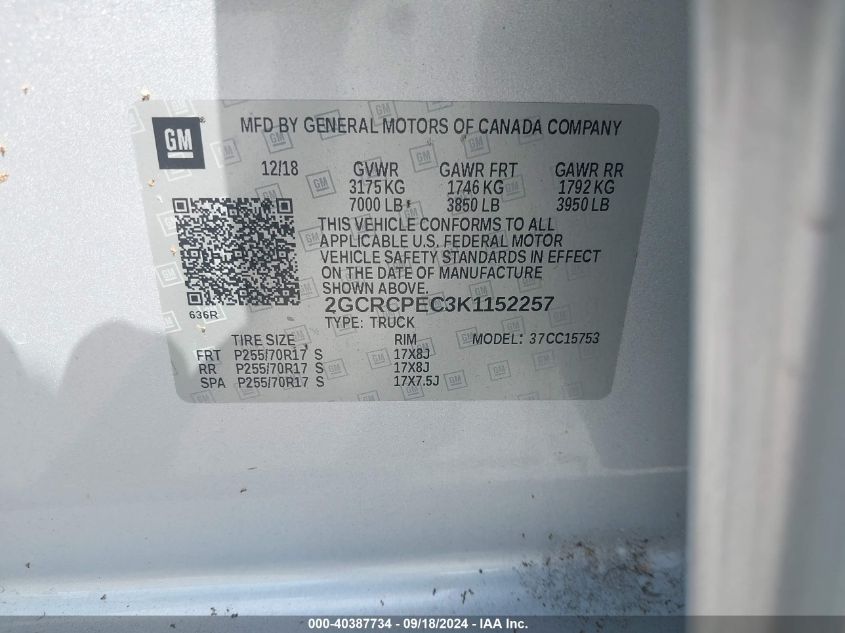 GM
MFD BY GENERAL MOTORS OF CANADA COMPANY
12/18 GVWR GAWR FRT GAWR RR
3175 KG 1746 KG 1792 KG
7000 LB 3850 LB 3950 LB
THIS VEHICLE CONFORMS TO ALL
APPLICABLE U.S. FEDERAL MOTOR
VEHICLE SAFETY STANDARDS IN EFFECT
ON THE DATE OF MANUFACTURE
SHOWN ABOVE.
2GCRCPEC3K1152257
636R
TYPE: TRUCK
TIRE SIZE RIM MODEL: 37CC15753
FRT P255/70R17 S 17X8J
RR P255/70R17 S 17X8J
SPA P255/70R17 S 17X7.5J
000-40387734 - 09/18/2024 - IAA Inc.